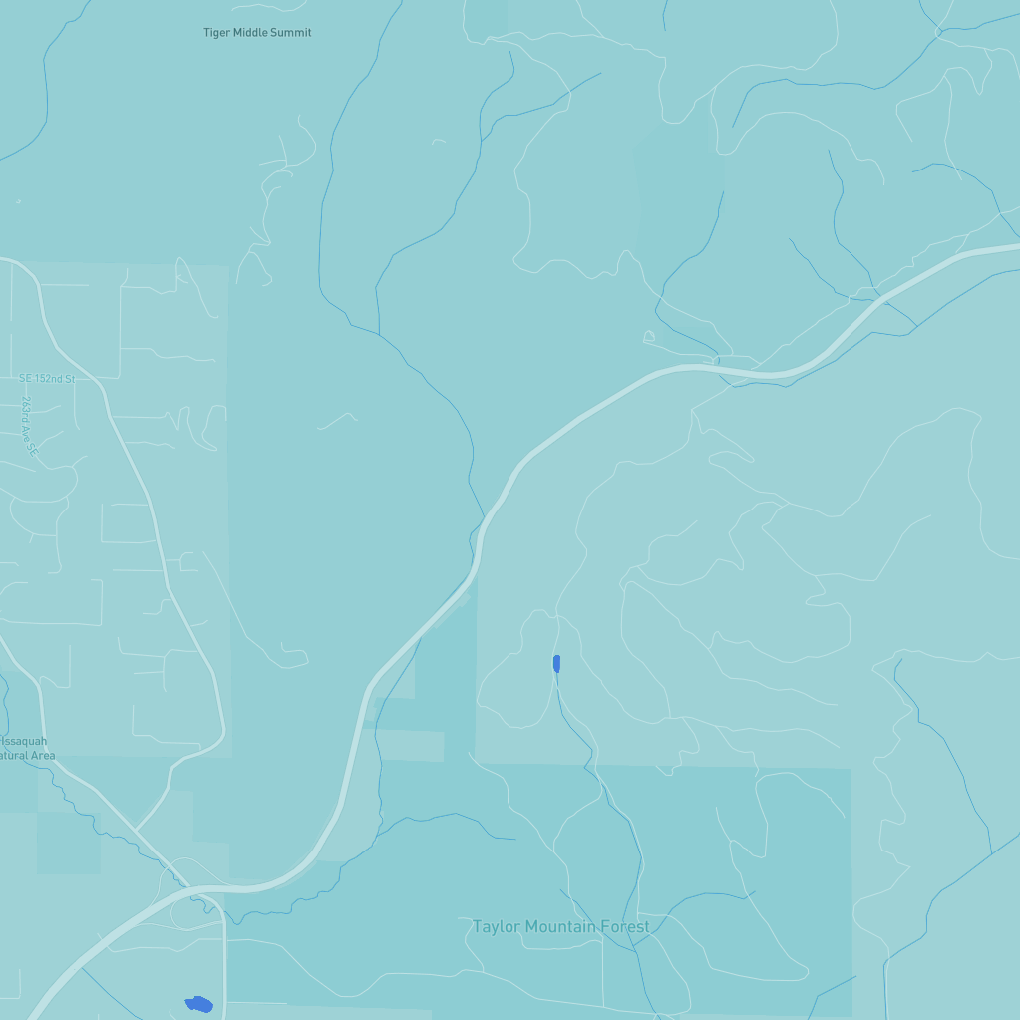 Tiger Middle Summit
SE 152nd St
263rd Ave SE
Issaquah
atural Area
Taylor Mountain Forest